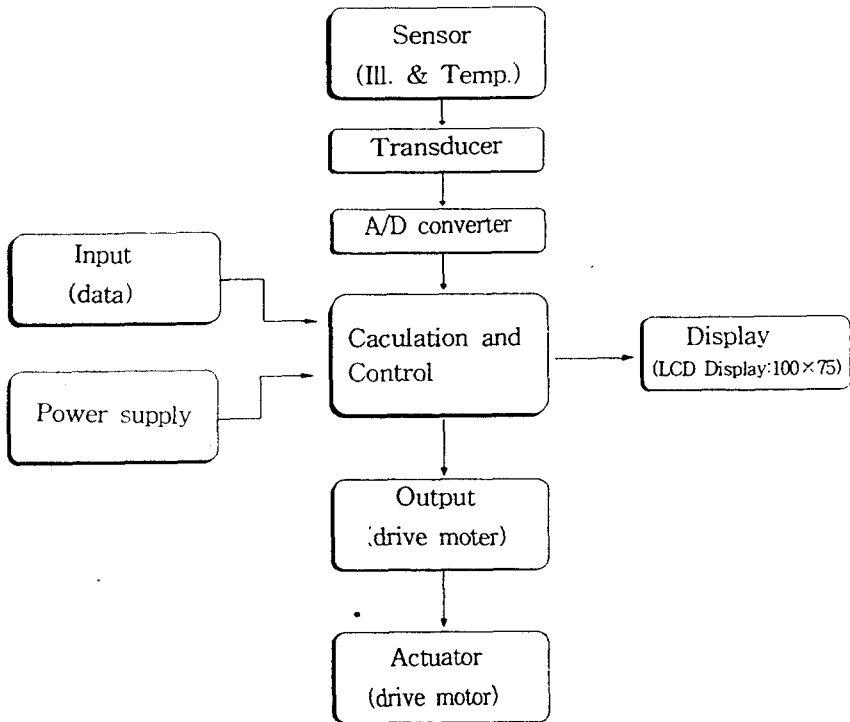 Sensor
(Ill. & Temp.)
Transducer
A/D converter
Input
(data)
Caculation and
Control
Display
(LCD Display:100×75)
Power supply
Output
(drive moter)
Actuator
(drive motor)